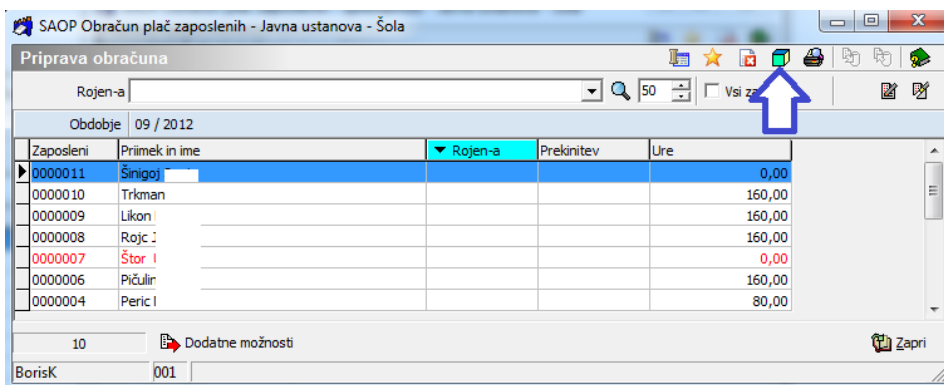 SAOP Obračun plač zaposlenih - Javna ustanova - Šola
Priprava obračuna
Rojen-a 50 Vsi
Obdobje 09 / 2012
Zaposleni Priimek in ime Rojen-a Prekinitev Ure
0000011 Šinigoj 0,00
0000010 Trkman 160,00
0000009 Likon 160,00
0000008 Rojc 160,00
0000007 Štor 0,00
0000006 160,00
0000004 Peric 80,00
10 Dodatne možnosti Zapri
BorisK 001